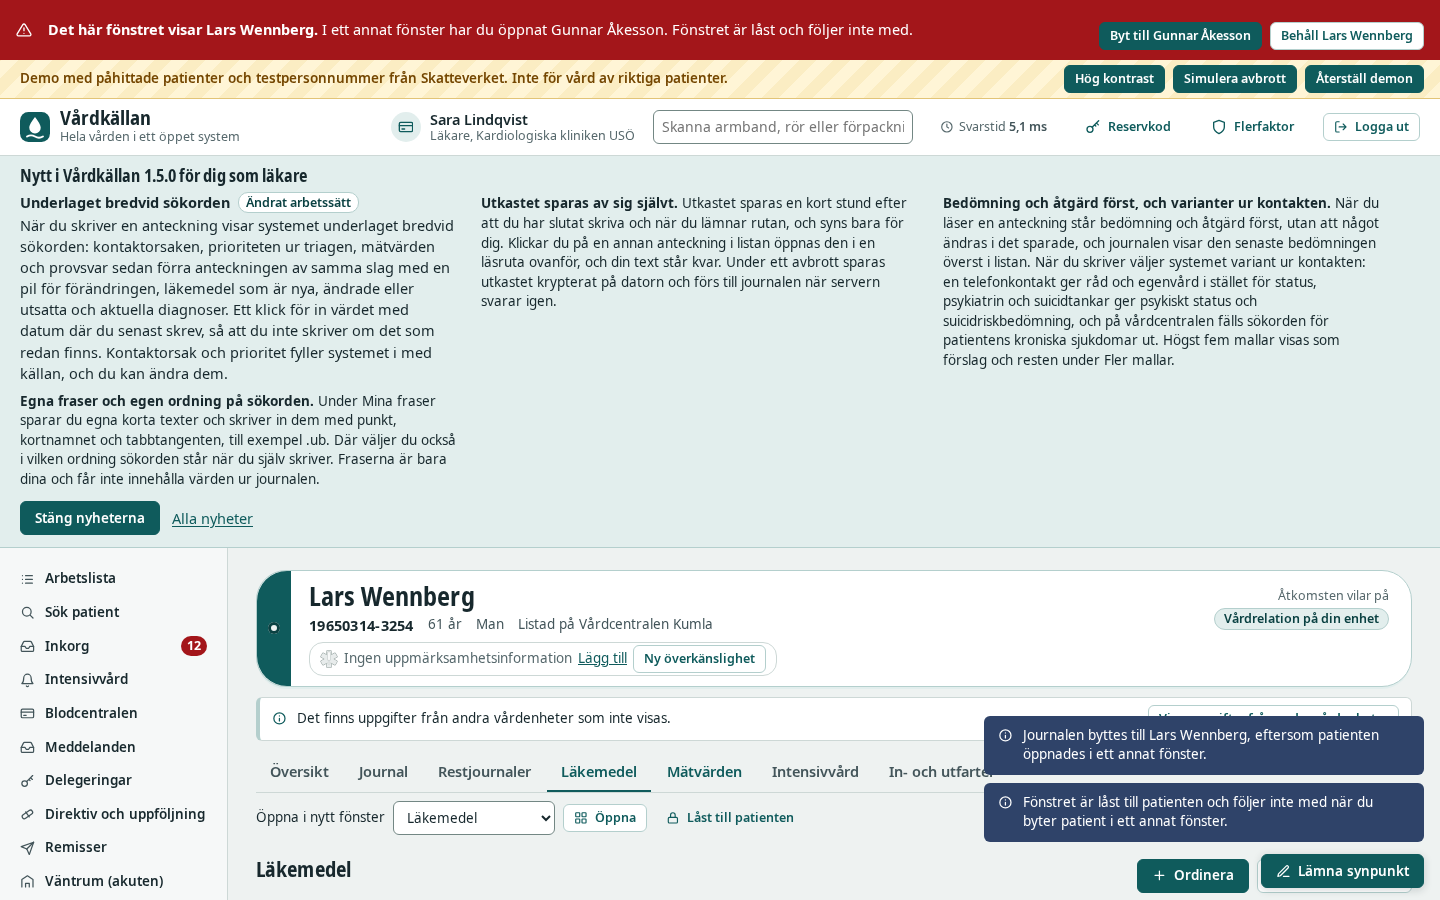 Det här fönstret visar Lars Wennberg. I ett annat fönster har du öppnat Gunnar Åkesson. Fönstret är låst och följer inte med.
Byt till Gunnar Åkesson
Behåll Lars Wennberg
Demo med påhittade patienter och testpersonnummer från Skatteverket. Inte för vård av riktiga patienter.
Hög kontrast
Simulera avbrott
Återställ demon
Vårdkällan
Hela vården i ett öppet system
Sara Lindqvist
Läkare, Kardiologiska kliniken USÖ
Skanna armband, rör eller förpackni
Svarstid 5,1 ms
Reservkod
Flerfaktor
Logga ut
Nytt i Vårdkällan 1.5.0 för dig som läkare
Underlaget bredvid sökorden
Ändrat arbetssätt
När du skriver en anteckning visar systemet underlaget bredvid
sökorden: kontaktorsaken, prioriteten ur triagen, mätvärden
och provsvar sedan förra anteckningen av samma slag med en
pil för förändringen, läkemedel som är nya, ändrade eller
utsatta och aktuella diagnoser. Ett klick för in värdet med
datum där du senast skrev, så att du inte skriver om det som
redan finns. Kontaktorsak och prioritet fyller systemet i med
källan, och du kan ändra dem.
Egna fraser och egen ordning på sökorden. Under Mina fraser
sparar du egna korta texter och skriver in dem med punkt,
kortnamnet och tabbtangenten, till exempel .ub. Där väljer du också
i vilken ordning sökorden står när du själv skriver. Fraserna är bara
dina och får inte innehålla värden ur journalen.
Utkastet sparas av sig självt. Utkastet sparas en kort stund efter
att du har slutat skriva och när du lämnar rutan, och syns bara för
dig. Klickar du på en annan anteckning i listan öppnas den i en
läsruta ovanför, och din text står kvar. Under ett avbrott sparas
utkastet krypterat på datorn och förs till journalen när servern
svarar igen.
Bedömning och åtgärd först, och varianter ur kontakten. När du
läser en anteckning står bedömning och åtgärd först, utan att något
ändras i det sparade, och journalen visar den senaste bedömningen
överst i listan. När du skriver väljer systemet variant ur kontakten:
en telefonkontakt ger råd och egenvård i stället för status,
psykiatrin och suicidtankar ger psykiskt status och
suicidriskbedömning, och på vårdcentralen fälls sökorden för
patientens kroniska sjukdomar ut. Högst fem mallar visas som
förslag och resten under Fler mallar.
Stäng nyheterna
Alla nyheter
Arbetslista
Sök patient
Inkorg
12
Intensivvård
Blodcentralen
Meddelanden
Delegeringar
Direktiv och uppföljning
Remisser
Väntrum (akuten)
Lars Wennberg
19650314-3254
61 år
Man
Listad på Vårdcentralen Kumla
Ingen uppmärksamhetsinformation
Lägg till
Ny överkänslighet
Åtkomsten vilar på
Vårdrelation på din enhet
Det finns uppgifter från andra vårdenheter som inte visas.
Journalen byttes till Lars Wennberg, eftersom patienten
öppnades i ett annat fönster.
Fönstret är låst till patienten och följer inte med när du
byter patient i ett annat fönster.
Översikt
Journal
Restjournaler
Läkemedel
Mätvärden
Intensivvård
In- och utfarter
Öppna i nytt fönster
Läkemedel
Öppna
Låst till patienten
Läkemedel
Ordinera
Lämna synpunkt